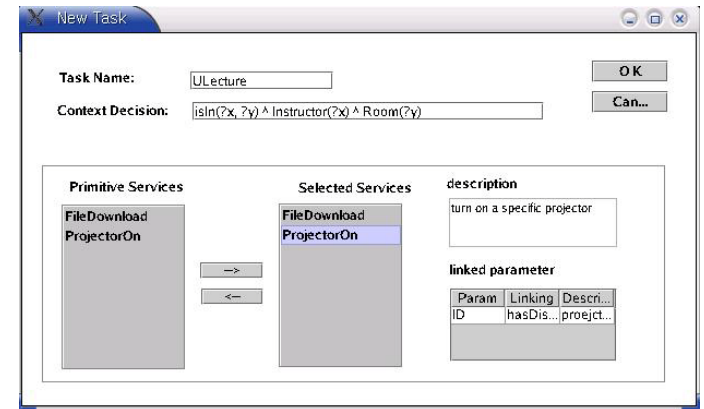 New Task
Task Name:
ULecture
OK
Context Decision:
isIn(?x, ?y) ^ Instructor(?x) ^ Room(?y)
Can...
Primitive Services
Selected Services
description
FileDownload
ProjectorOn
FileDownload
ProjectorOn
turn on a specific projector
-->
<--
linked parameter
Param Linking Descri...
ID hasDis... proejct...